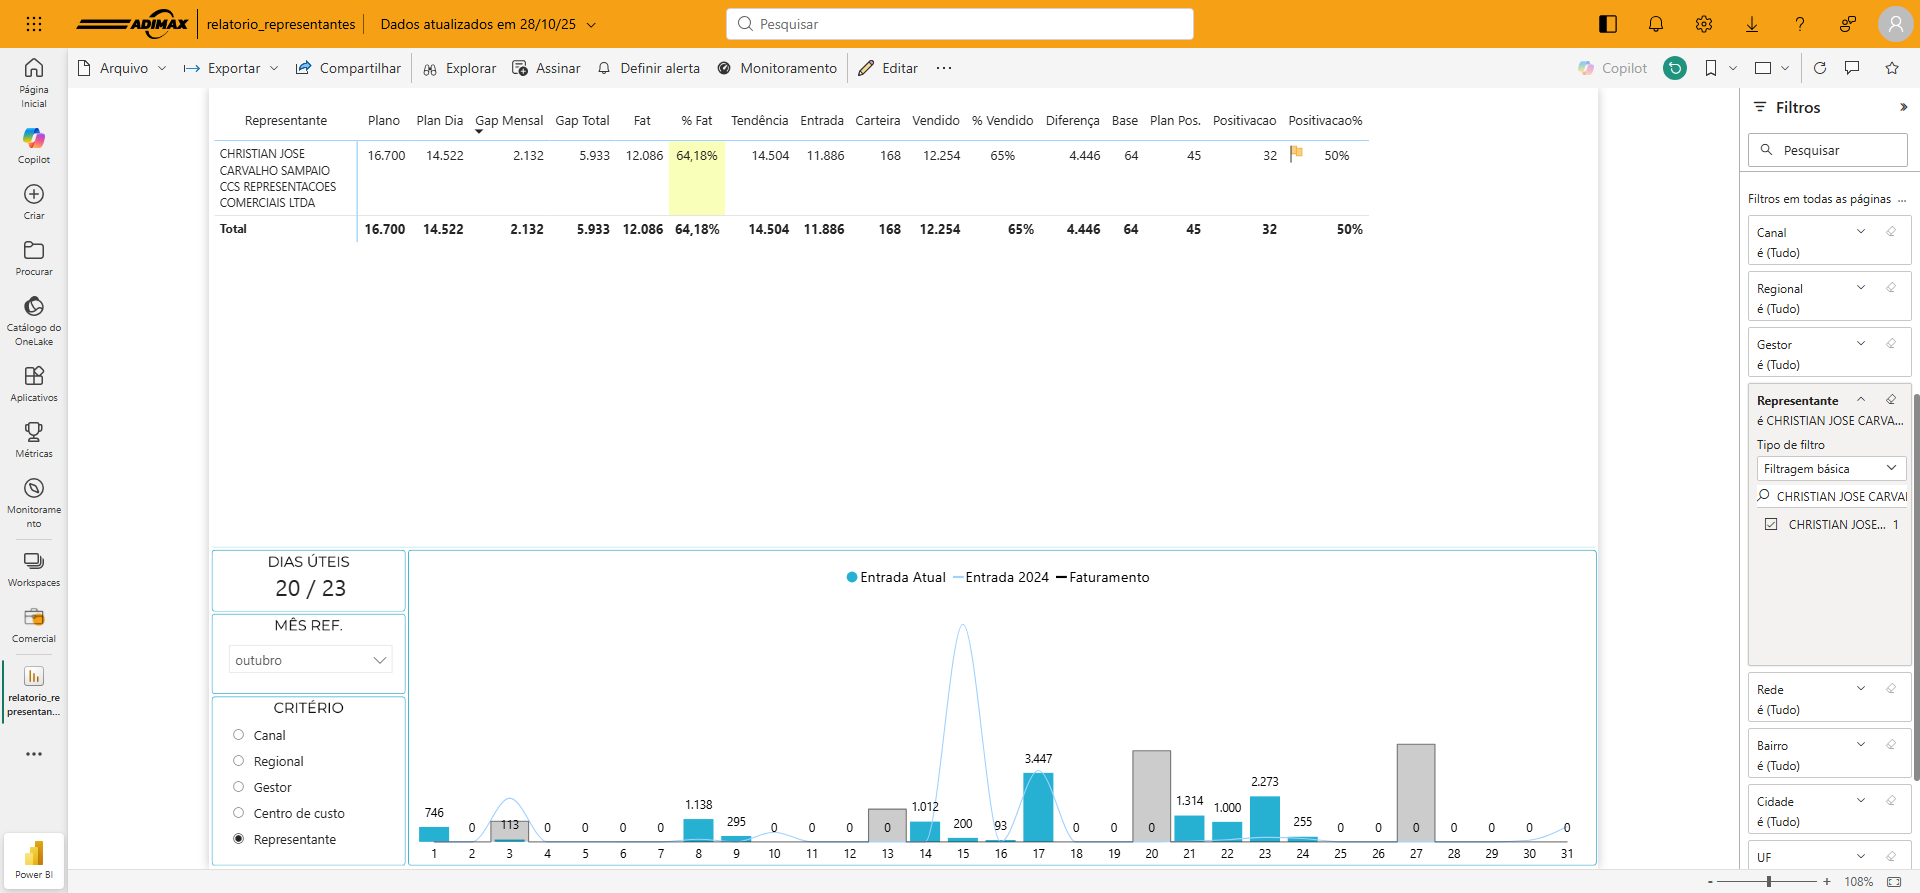 ADIMAX
relatorio_representantes
Dados atualizados em 28/10/25
Pesquisar
Arquivo
Exportar
Compartilhar
Explorar
Assinar
Definir alerta
Monitoramento
Editar
Copilot
Página
Inicial
Copilot
Criar
Procurar
Catálogo do
OneLake
Aplicativos
Métricas
Monitorame
nto
Workspaces
Comercial
relatorio_re
presentan...
Power BI
Representante Plano Plan Dia Gap Mensal Gap Total Fat % Fat Tendência Entrada Carteira Vendido % Vendido Diferença Base Plan Pos. Positivacao Positivacao%
CHRISTIAN JOSE 16.700 14.522 2.132 5.933 12.086 64,18% 14.504 11.886 168 12.254 65% 4.446 64 45 32 50%
CARVALHO SAMPAIO
CCS REPRESENTACOES
COMERCIAIS LTDA
Total 16.700 14.522 2.132 5.933 12.086 64,18% 14.504 11.886 168 12.254 65% 4.446 64 45 32 50%
DIAS ÚTEIS
20 / 23
MÊS REF.
outubro
CRITÉRIO
Canal
Regional
Gestor
Centro de custo
Representante
Entrada Atual Entrada 2024 Faturamento
746 0 113 0 0 0 0 1.138 295 0 0 0 0 1.012 200 93 3.447 0 0 0 1.314 1.000 2.273 255 0 0 0 0 0 0 0
1 2 3 4 5 6 7 8 9 10 11 12 13 14 15 16 17 18 19 20 21 22 23 24 25 26 27 28 29 30 31
Filtros
Pesquisar
Filtros em todas as páginas ...
Canal
é (Tudo)
Regional
é (Tudo)
Gestor
é (Tudo)
Representante
é CHRISTIAN JOSE CARVA...
Tipo de filtro
Filtragem básica
CHRISTIAN JOSE CARVAl
CHRISTIAN JOSE... 1
Rede
é (Tudo)
Bairro
é (Tudo)
Cidade
é (Tudo)
UF
- + 108%